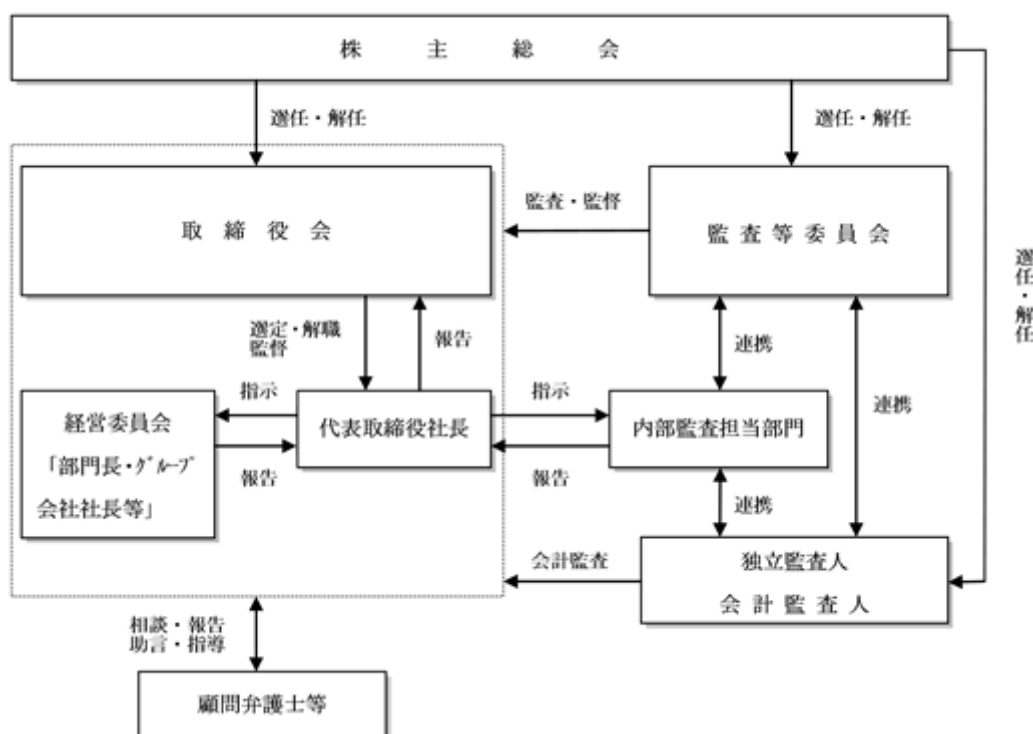 株主総会
選任・解任
選任・解任
取締役会
監査・監督
監査等委員会
選任・解任
選定・解職
監督
報告
連携
連携
指示
指示
経営委員会
「部門長・グループ
会社社長等」
代表取締役社長
内部監査担当部門
報告
報告
連携
会計監査
独立監査人
会計監査人
相談・報告
助言・指導
顧問弁護士等